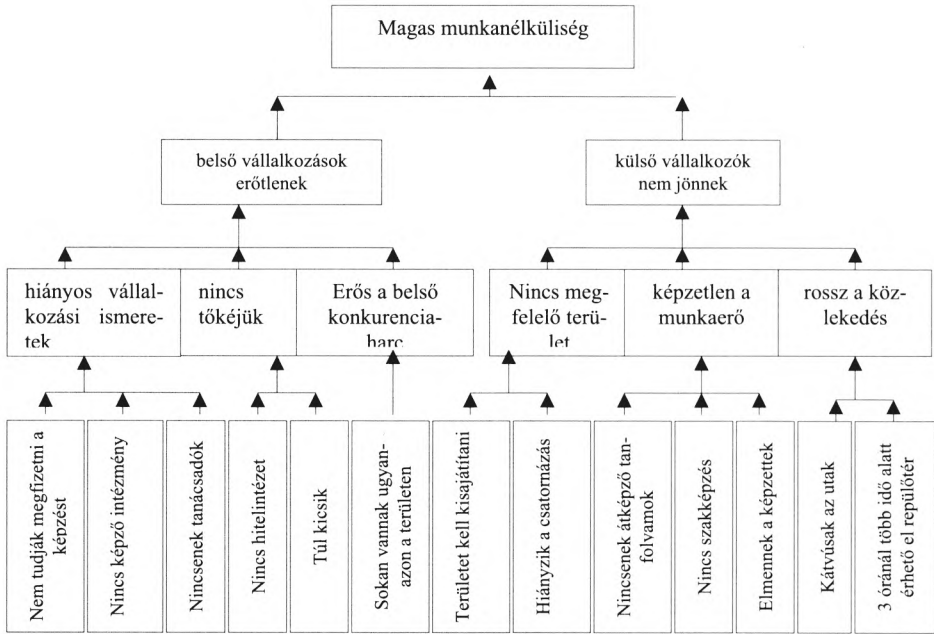 Magas munkanélküliség
belső vállalkozások
erőtlenek
külső vállalkozók
nem jönnek
hiányos vállal-
kozási ismere-
tek
nincs
tőkéjük
Erős a belső
konkurencia-
harc
Nincs meg-
felelő terü-
let
képzetlen a
munkaerő
rossz a köz-
lekedés
Nem tudják megfizetni a
képzést
Nincs képző intézmény
Nincsenek tanácsadók
Nincs hitelintézet
Túl kicsik
Sokan vannak ugyan-
azon a területen
Területet kell kisajátítani
Hiányzik a csatornázás
Nincsenek átképző tan-
folyamok
Nincs szakképzés
Elmennek a képzettek
Kátyúsak az utak
3 óránál több idő alatt
érhető el repülőtér